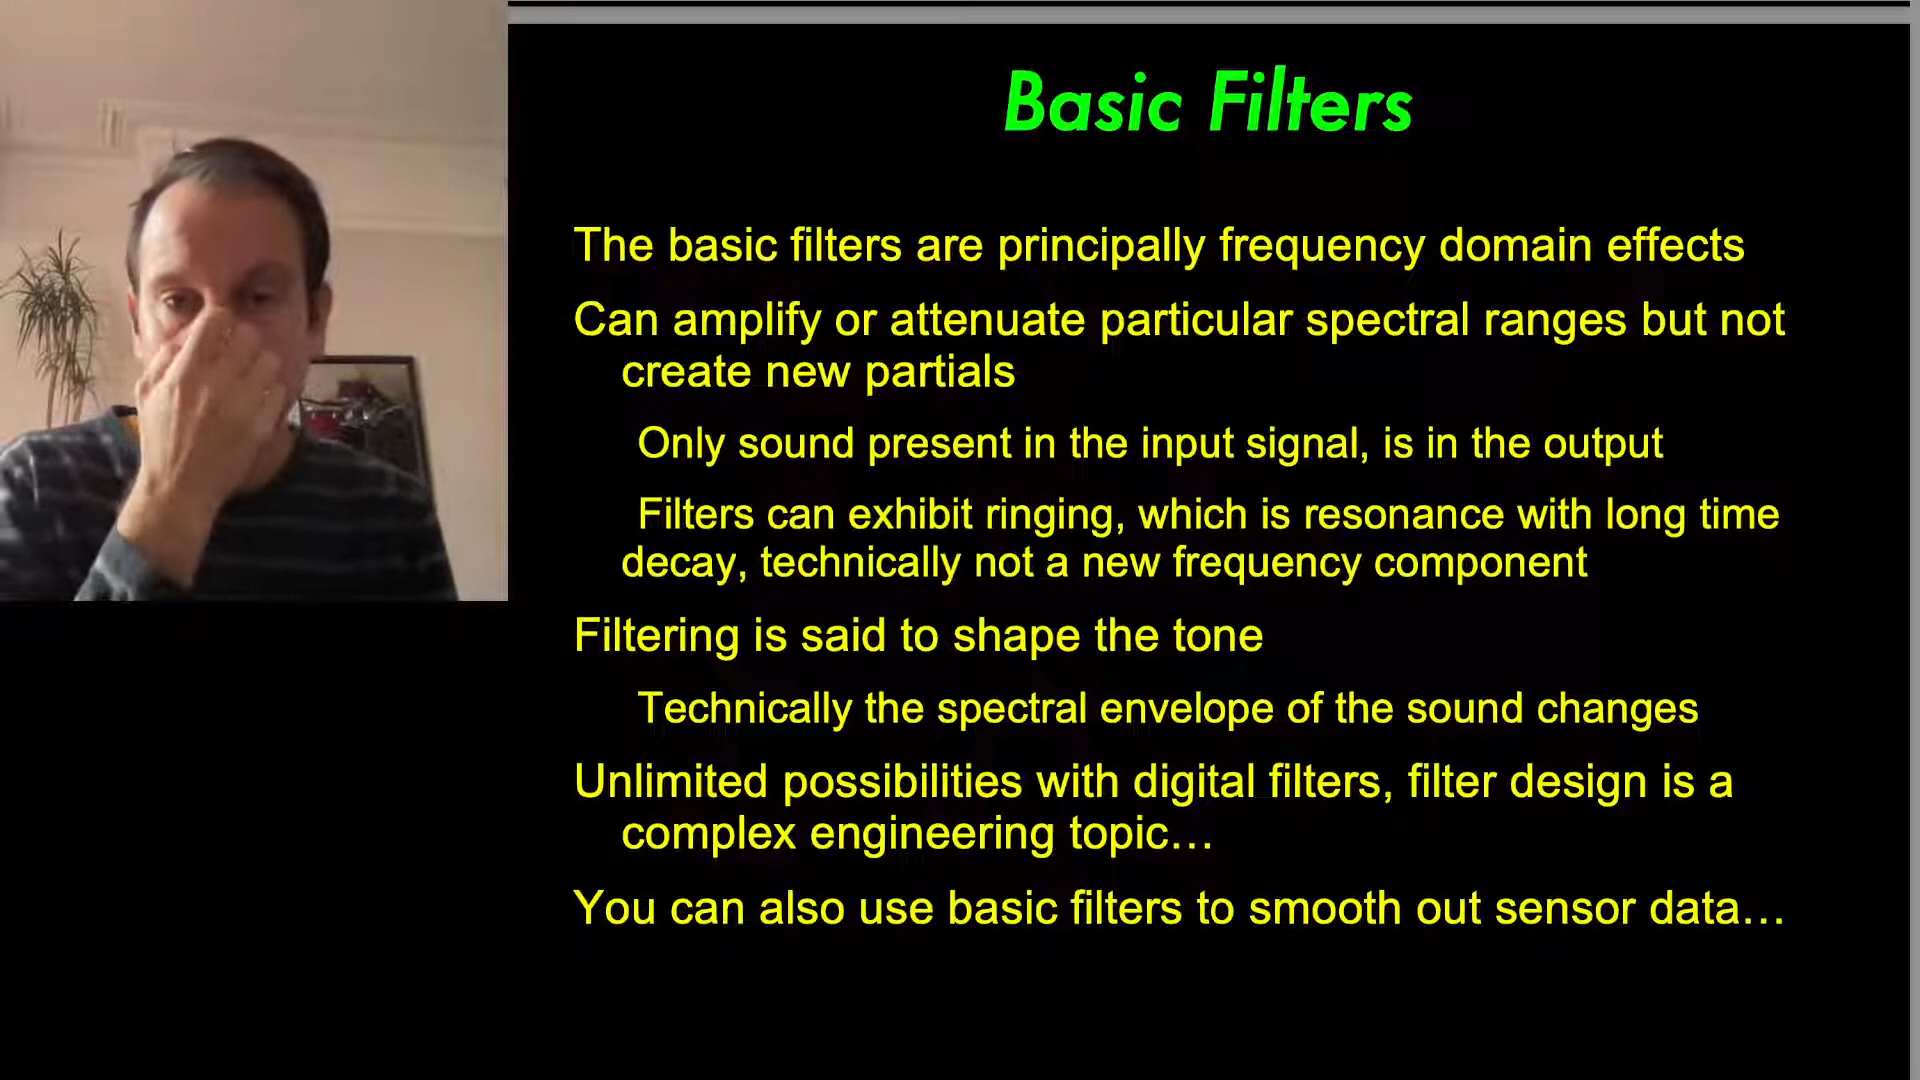 Basic Filters
The basic filters are principally frequency domain effects
Can amplify or attenuate particular spectral ranges but not
create new partials
Only sound present in the input signal, is in the output
Filters can exhibit ringing, which is resonance with long time
decay, technically not a new frequency component
Filtering is said to shape the tone
Technically the spectral envelope of the sound changes
Unlimited possibilities with digital filters, filter design is a
complex engineering topic…
You can also use basic filters to smooth out sensor data…